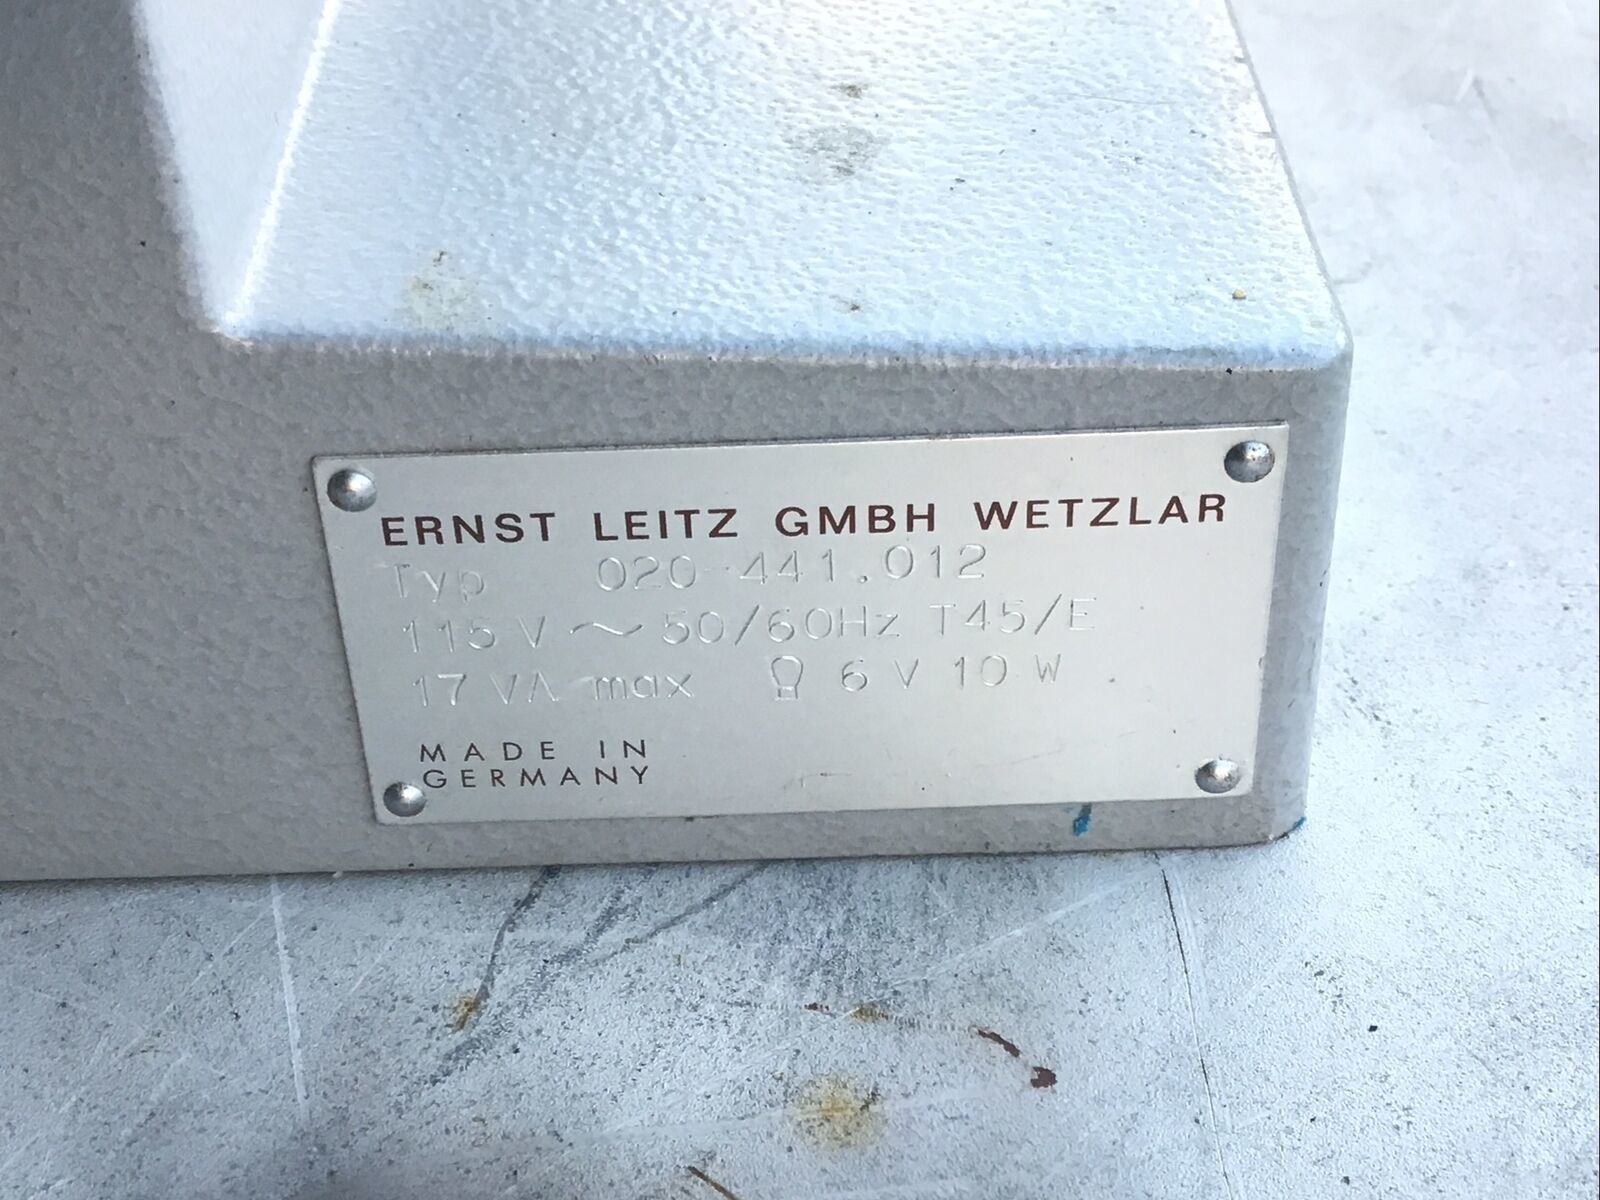 ERNST LEITZ GMBH WETZLAR
Typ 020-441.012
115 V ~ 50/60Hz T45/E
17 VA max 6 V 10 W
MADE IN
GERMANY